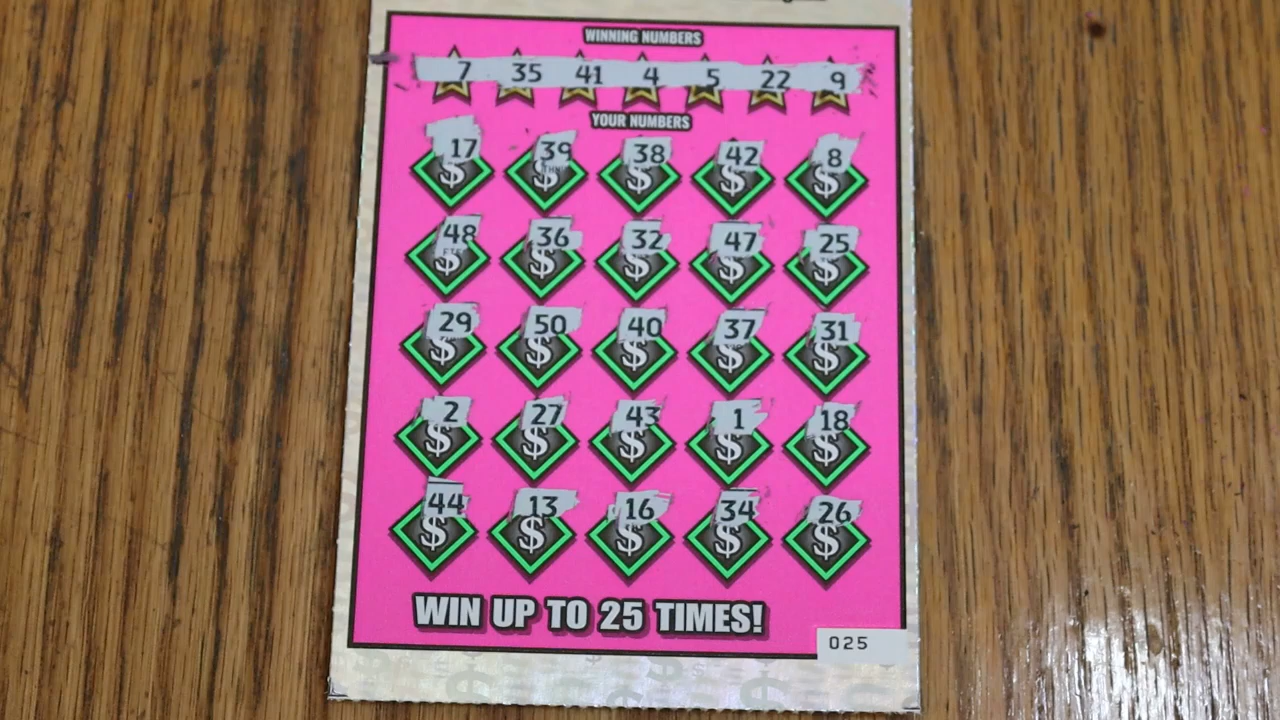 WINNING NUMBERS
7 35 41 4 5 22 9
YOUR NUMBERS
17 39 38 42 8
$ $ $ $ $
48 36 32 47 25
$ $ $ $ $
29 50 40 37 31
$ $ $ $ $
2 27 43 1 18
$ $ $ $ $
44 13 16 34 26
$ $ $ $ $
WIN UP TO 25 TIMES!
025